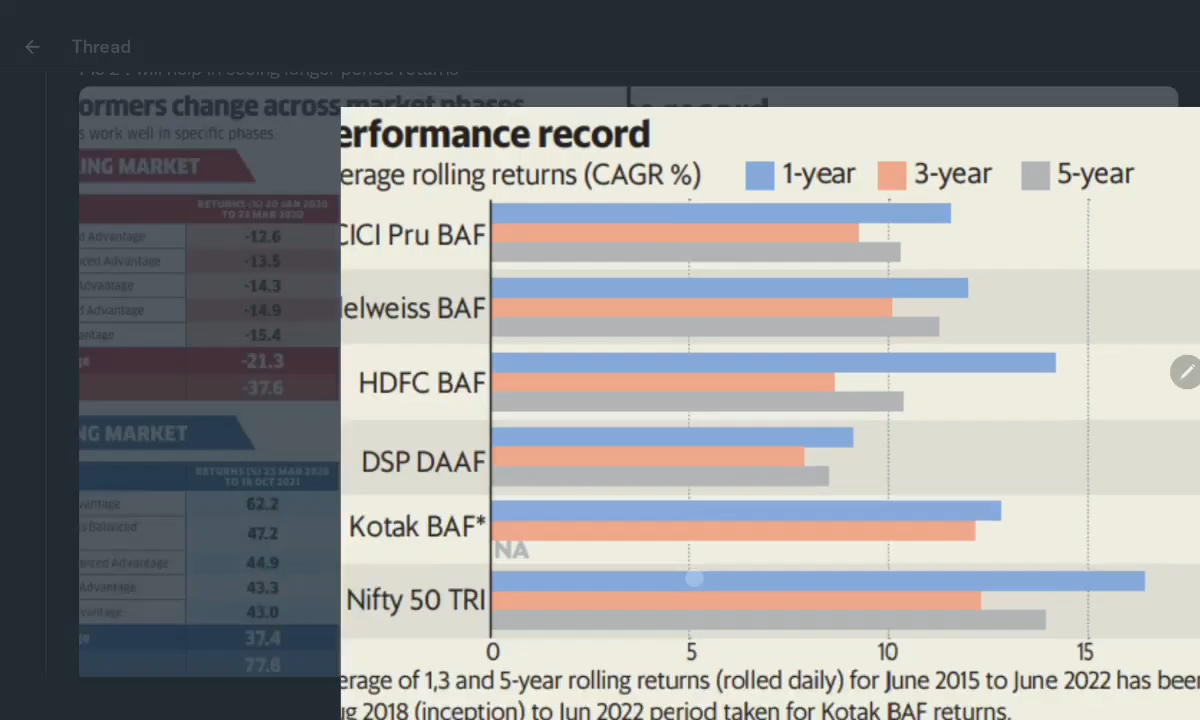 Thread
ormers change across market phases
s work well in specific phases.
ING MARKET
RETURNS (%) 20 JAN 2020
TO 23 MAR 2020
d Advantage -12.6
ced Advantage -13.5
Advantage -14.3
d Advantage -14.9
antage -15.4
ge -21.3
-37.6
NG MARKET
RETURNS (%) 23 MAR 2020
TO 18 OCT 2021
vantage 62.2
s Balanced
47.2
anced Advantage 44.9
Advantage 43.3
vantage 43.0
ge 37.4
77.6
erformance record
erage rolling returns (CAGR %) 1-year 3-year 5-year
CICI Pru BAF
elweiss BAF
HDFC BAF
DSP DAAF
Kotak BAF*
NA
Nifty 50 TRI
0 5 10 15
erage of 1,3 and 5-year rolling returns (rolled daily) for June 2015 to June 2022 has been
ug 2018 (inception) to Jun 2022 period taken for Kotak BAF returns.